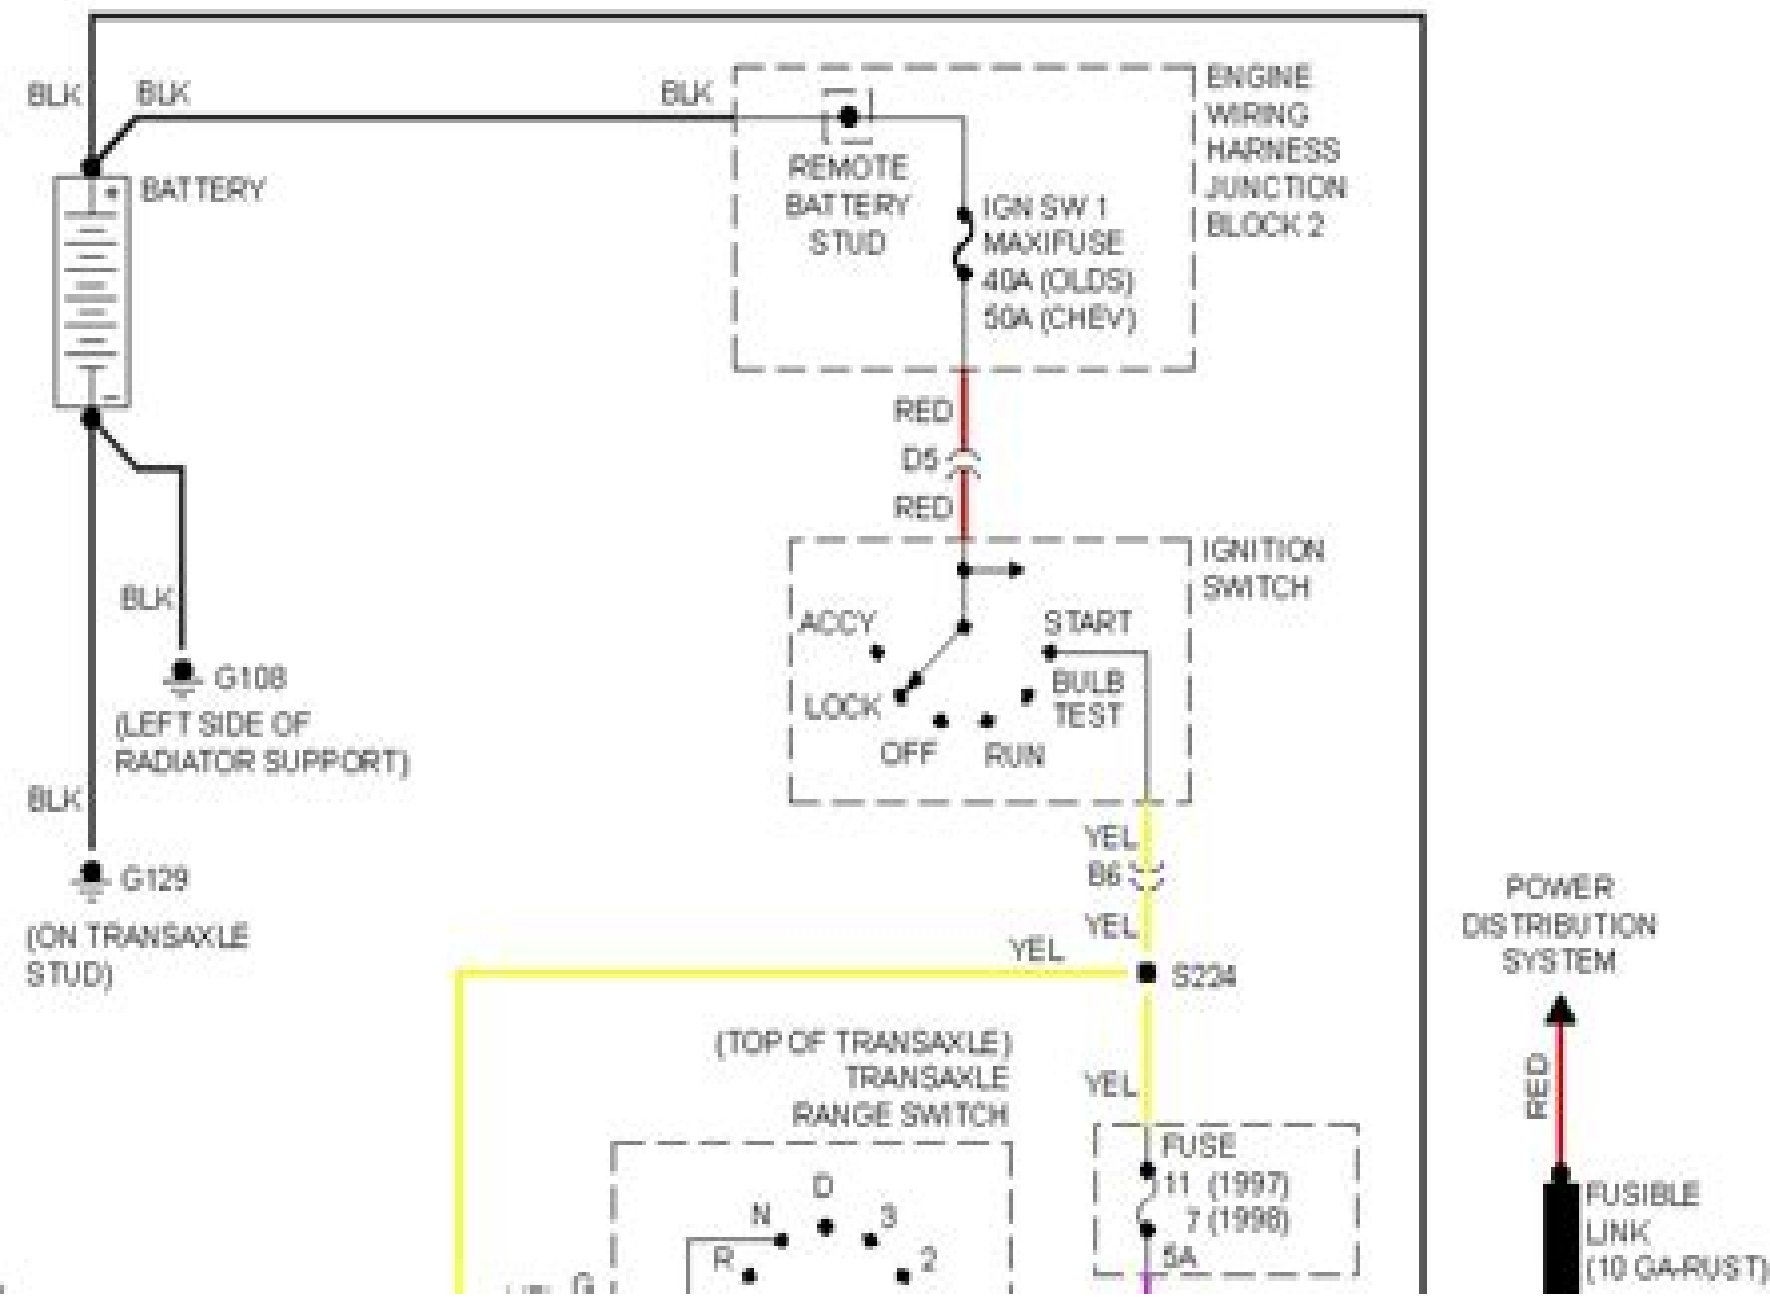 BLK
BLK
BLK
ENGINE
WIRING
HARNESS
JUNCTION
BLOCK 2
REMOTE
BATTERY
STUD
IGN SW 1
MAXIFUSE
40A (OLDS)
50A (CHEV)
BATTERY
RED
D5
RED
IGNITION
SWITCH
ACCY
START
LOCK
BULB
TEST
OFF
RUN
BLK
G108
(LEFT SIDE OF
RADIATOR SUPPORT)
BLK
G129
(ON TRANSAXLE
STUD)
YEL
B6
YEL
YEL
S234
POWER
DISTRIBUTION
SYSTEM
RED
(TOP OF TRANSAXLE)
TRANSAXLE
RANGE SWITCH
YEL
FUSE
11 (1997)
7 (1998)
5A
D
N
3
R
2
FUSIBLE
LINK
(10 GA-RUST)